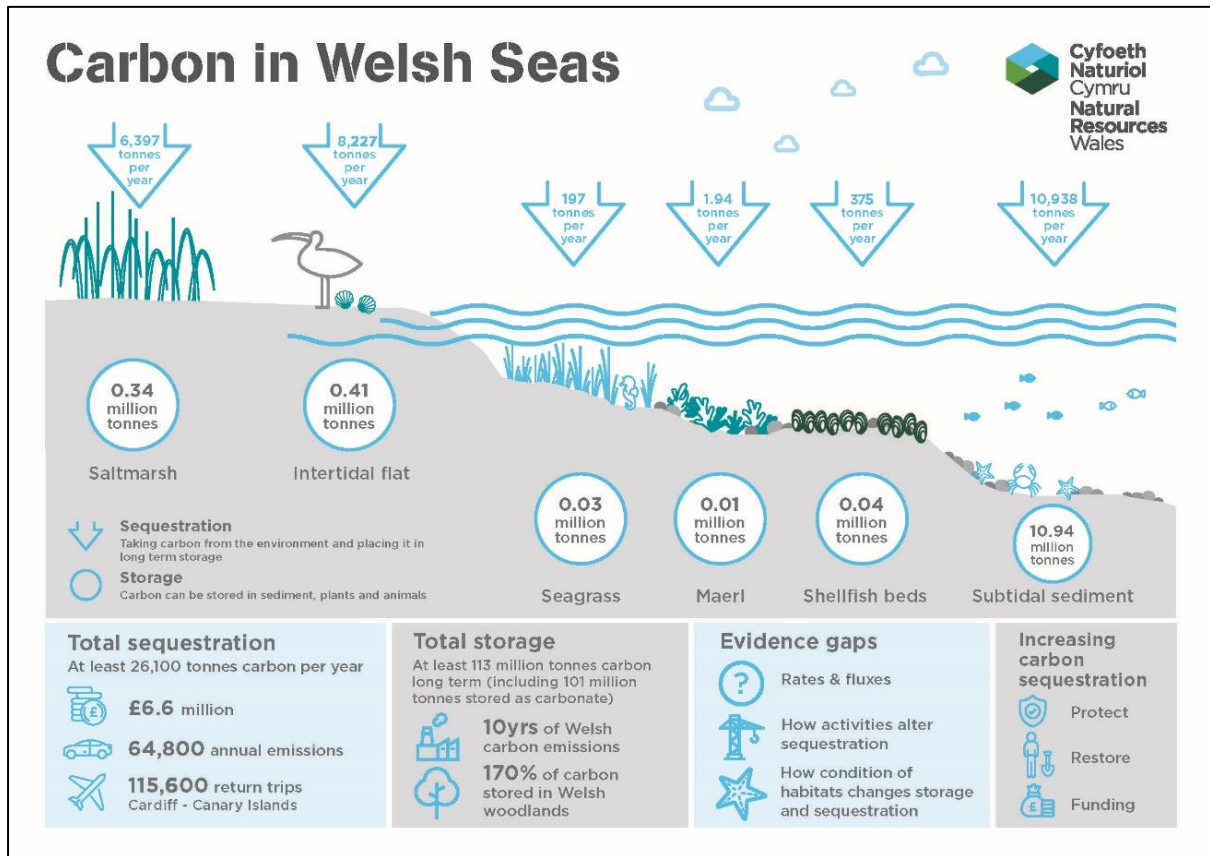 Carbon in Welsh Seas
Cyfoeth
Naturiol
Cymru
Natural
Resources
Wales
6,397
tonnes
per
year
8,227
tonnes
per
year
197
tonnes
per
year
1.94
tonnes
per
year
375
tonnes
per
year
10,938
tonnes
per
year
0.34
million
tonnes
Saltmarsh
0.41
million
tonnes
Intertidal flat
0.03
million
tonnes
Seagrass
0.01
million
tonnes
Maerl
0.04
million
tonnes
Shellfish beds
10.94
million
tonnes
Subtidal sediment
Sequestration
Taking carbon from the environment and placing it in
long term storage
Storage
Carbon can be stored in sediment, plants and animals
Total sequestration
At least 26,100 tonnes carbon per year
£
£6.6 million
64,800 annual emissions
115,600 return trips
Cardiff - Canary Islands
Total storage
At least 113 million tonnes carbon
long term (including 101 million
tonnes stored as carbonate)
10yrs of Welsh
carbon emissions
170% of carbon
stored in Welsh
woodlands
Evidence gaps
?
Rates & fluxes
How activities alter
sequestration
How condition of
habitats changes storage
and sequestration
Increasing
carbon
sequestration
Protect
Restore
£
Funding